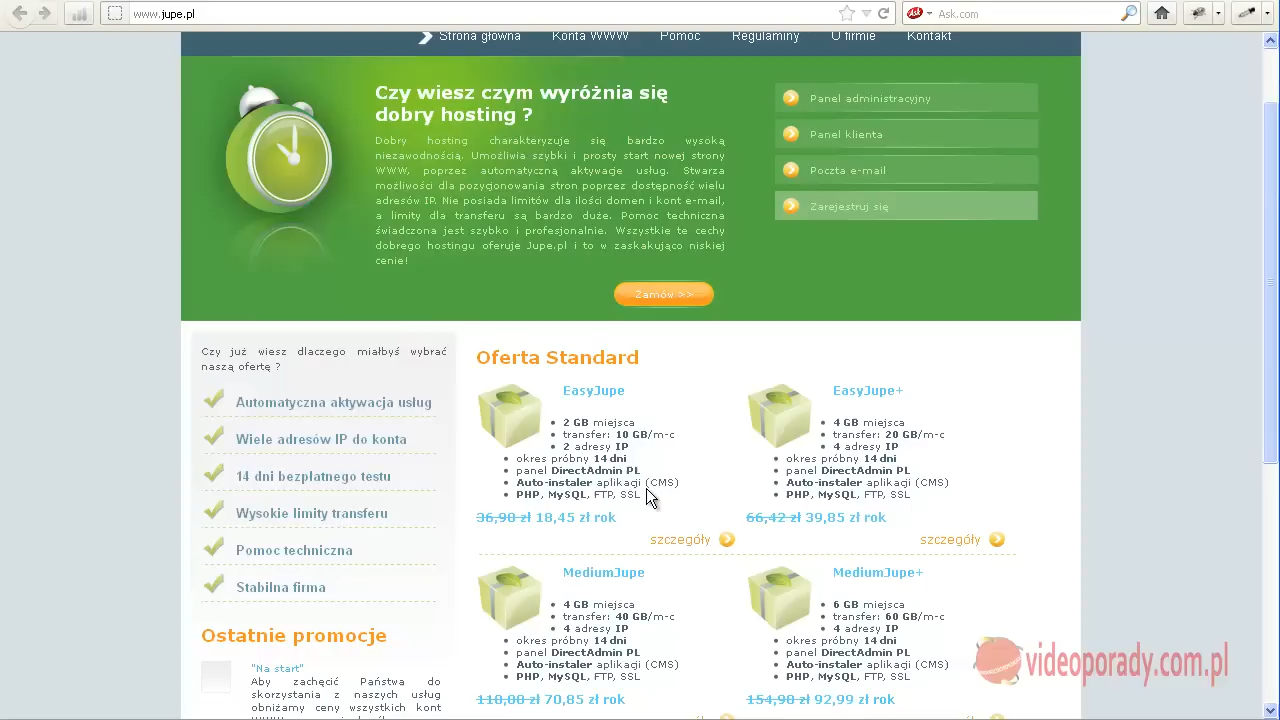 www.jupe.pl
Ask.com
Strona główna Konta WWW Pomoc Regulaminy O firmie Kontakt
Czy wiesz czym wyróżnia się
dobry hosting ?
Dobry hosting charakteryzuje się bardzo wysoką
niezawodnością. Umożliwia szybki i prosty start nowej strony
WWW, poprzez automatyczną aktywacje usług. Stwarza
możliwości dla pozycjonowania stron poprzez dostępność wielu
adresów IP. Nie posiada limitów dla ilości domen i kont e-mail,
a limity dla transferu są bardzo duże. Pomoc techniczna
świadczona jest szybko i profesjonalnie. Wszystkie te cechy
dobrego hostingu oferuje Jupe.pl i to w zaskakująco niskiej
cenie!
Zamów >>
Panel administracyjny
Panel klienta
Poczta e-mail
Zarejestruj się
Czy już wiesz dlaczego miałbyś wybrać
naszą ofertę ?
Automatyczna aktywacja usług
Wiele adresów IP do konta
14 dni bezpłatnego testu
Wysokie limity transferu
Pomoc techniczna
Stabilna firma
Ostatnie promocje
"Na start"
Aby zachęcić Państwa do
skorzystania z naszych usług
obniżamy ceny wszystkich kont
Oferta Standard
EasyJupe
2 GB miejsca
transfer: 10 GB/m-c
2 adresy IP
okres próbny 14 dni
panel DirectAdmin PL
Auto-instaler aplikacji (CMS)
PHP, MySQL, FTP, SSL
36,90 zł 18,45 zł rok
szczegóły
EasyJupe+
4 GB miejsca
transfer: 20 GB/m-c
4 adresy IP
okres próbny 14 dni
panel DirectAdmin PL
Auto-instaler aplikacji (CMS)
PHP, MySQL, FTP, SSL
66,42 zł 39,85 zł rok
szczegóły
MediumJupe
4 GB miejsca
transfer: 40 GB/m-c
4 adresy IP
okres próbny 14 dni
panel DirectAdmin PL
Auto-instaler aplikacji (CMS)
PHP, MySQL, FTP, SSL
118,08 zł 70,85 zł rok
MediumJupe+
6 GB miejsca
transfer: 60 GB/m-c
4 adresy IP
okres próbny 14 dni
panel DirectAdmin PL
Auto-instaler aplikacji (CMS)
PHP, MySQL, FTP, SSL
154,98 zł 92,99 zł rok
videoporady.com.pl